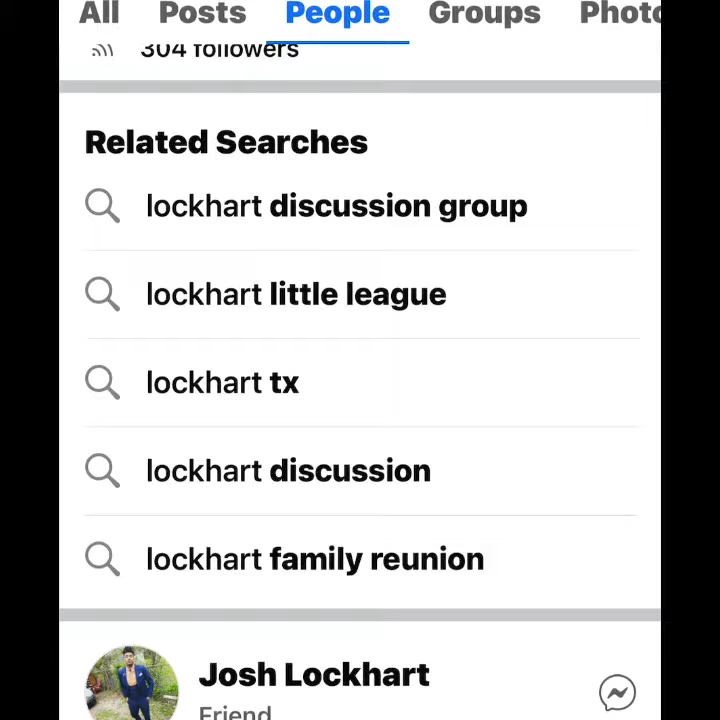 All Posts People Groups Photo
304 followers
Related Searches
lockhart discussion group
lockhart little league
lockhart tx
lockhart discussion
lockhart family reunion
Josh Lockhart
Friend